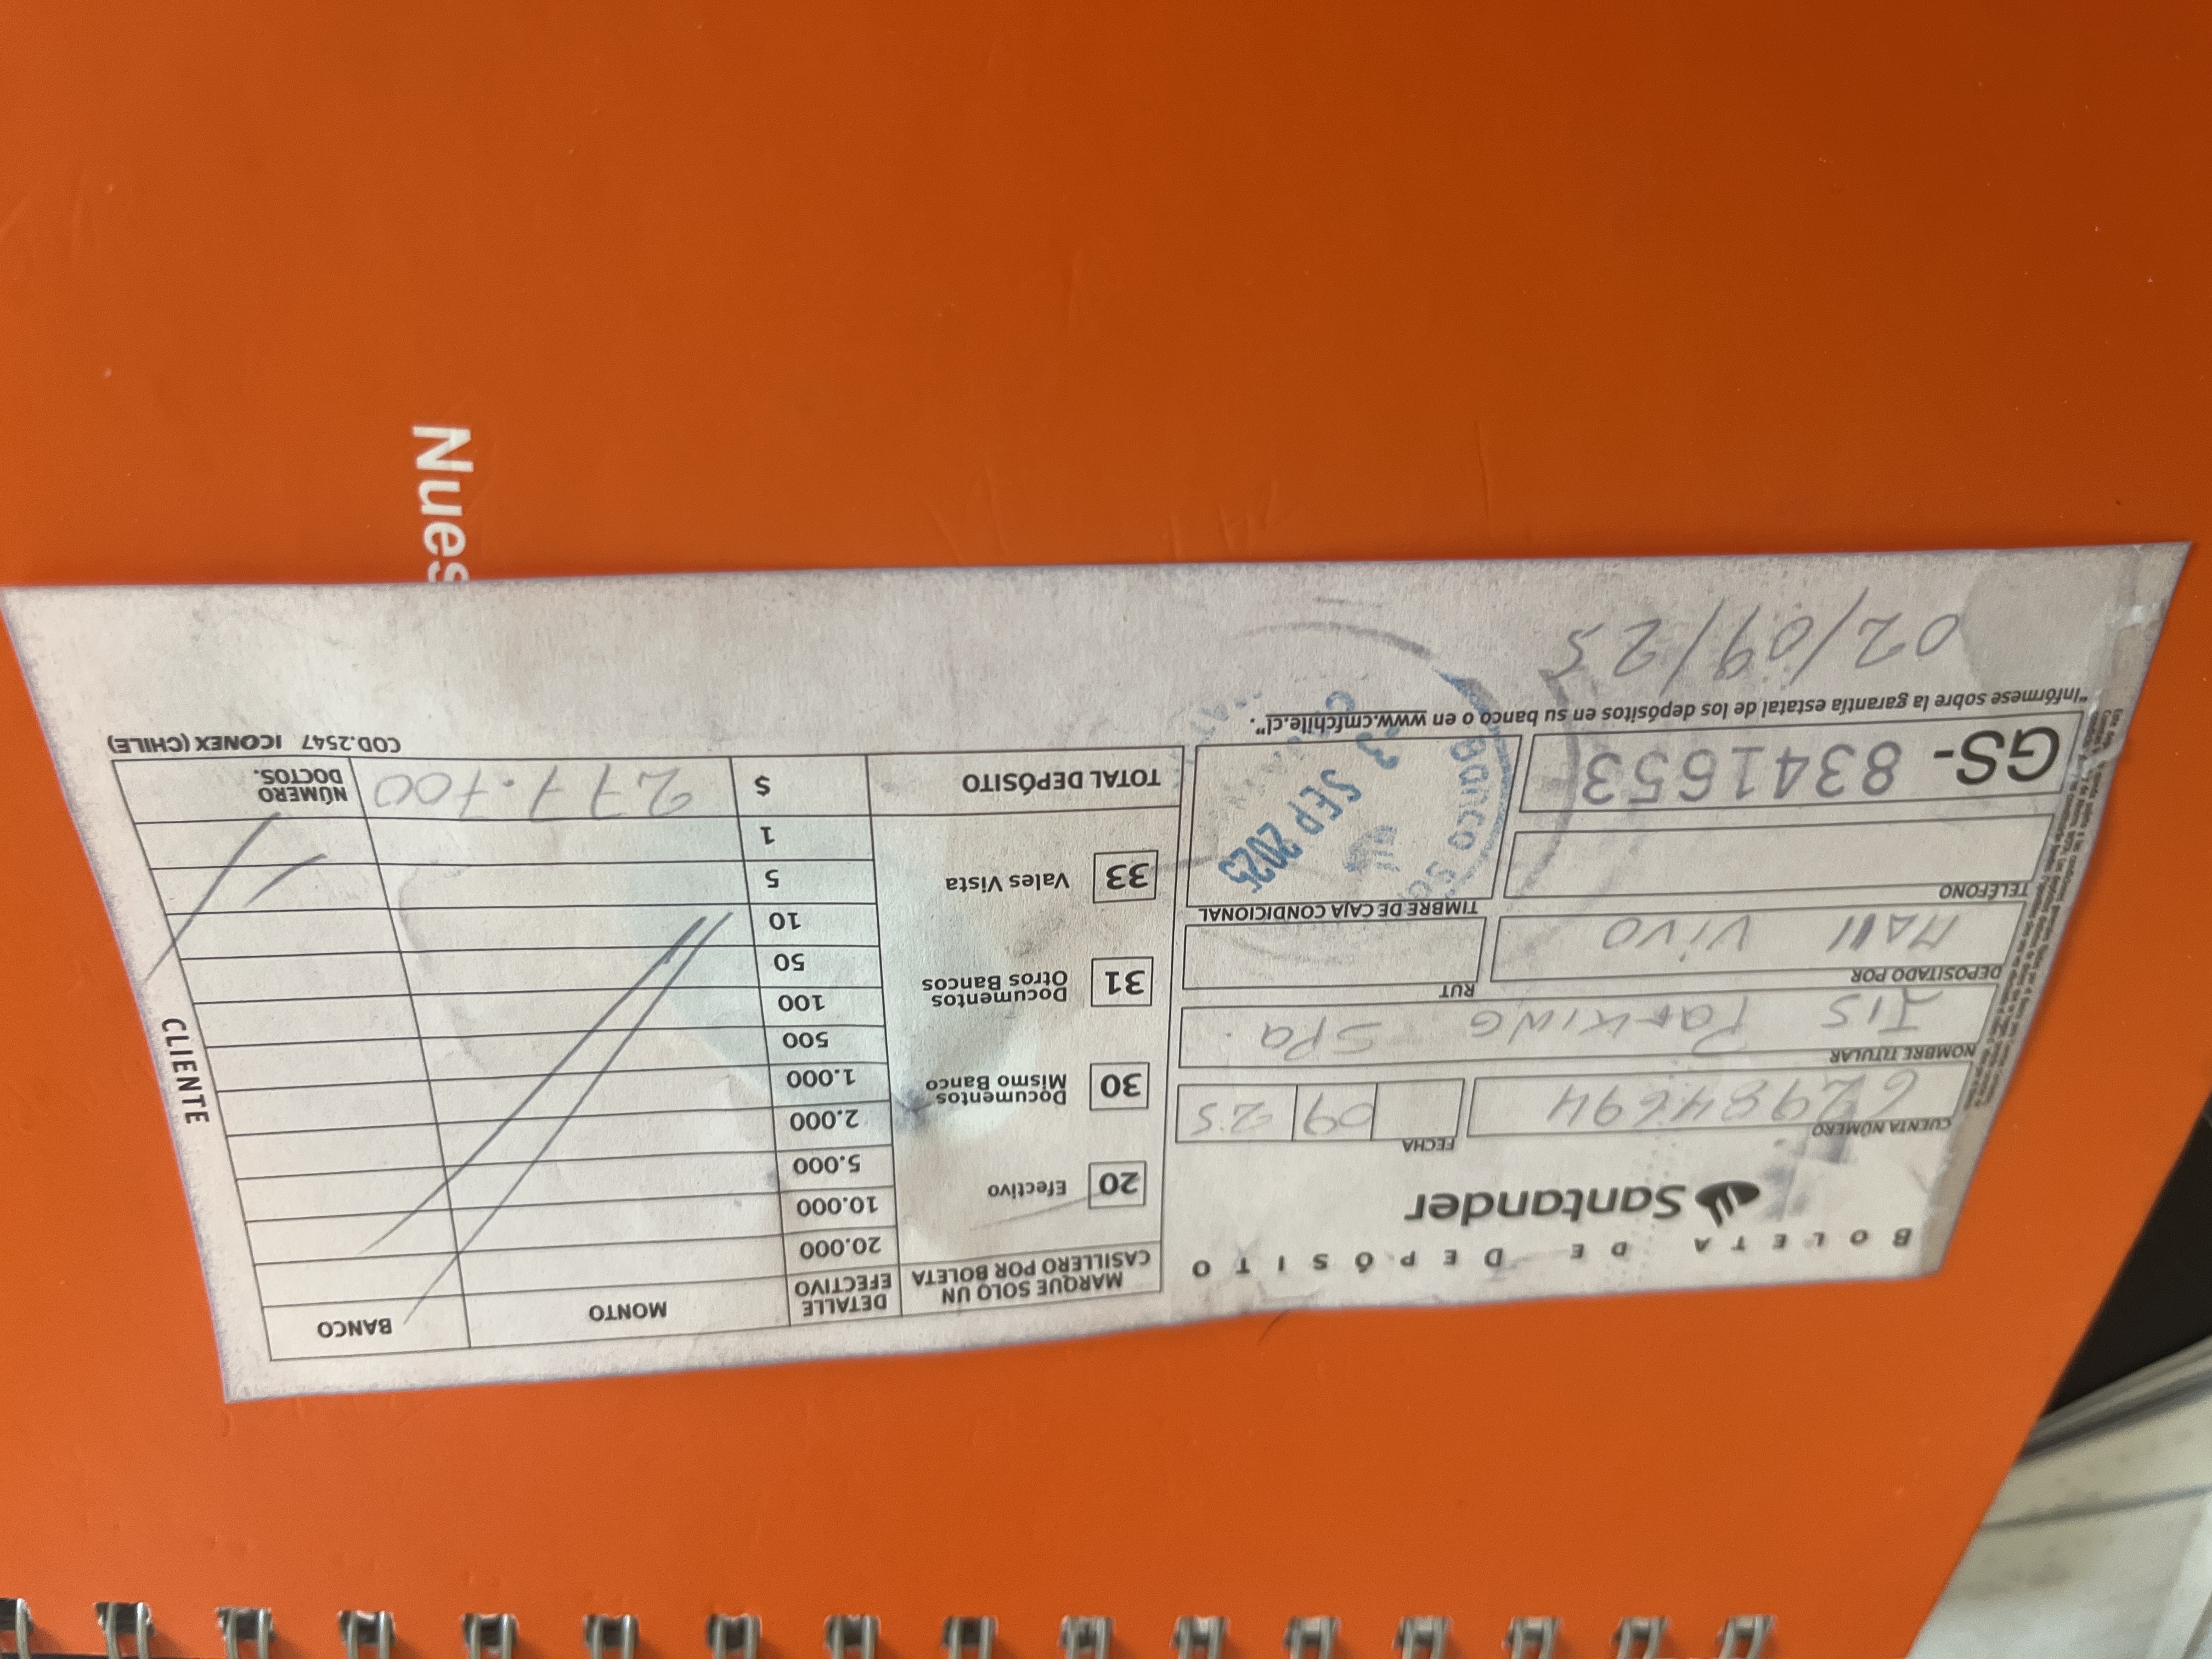 Nues
BOLETA DE DEPÓSITO
Santander
CUENTA NÚMERO
62984694
FECHA
09 25
NOMBRE TITULAR
IIS Parking SPa.
DEPOSITADO POR
MAll VIVO
RUT
TELÉFONO
TIMBRE DE CAJA CONDICIONAL
BANCO
SEP 2025
GS- 8341653
"Infórmese sobre la garantía estatal de los depósitos en su banco o en www.cmfchile.cl".
02/09/25
MARQUE SOLO UN CASILLERO POR BOLETA
20 Efectivo
30 Documentos Mismo Banco
31 Documentos Otros Bancos
33 Vales Vista
TOTAL DEPÓSITO $ 277.700
DETALLE EFECTIVO MONTO BANCO
20.000
10.000
5.000
2.000
1.000
500
100
50
10
5
1
NÚMERO DOCTOS.
COD.2547 ICONEX (CHILE)
CLIENTE